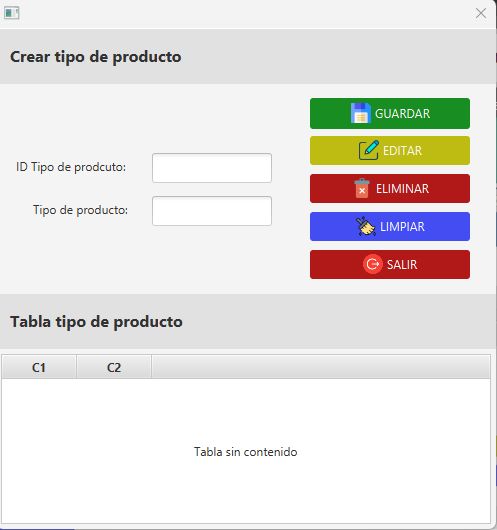 Crear tipo de producto
GUARDAR
EDITAR
ID Tipo de prodcuto:
ELIMINAR
Tipo de producto:
LIMPIAR
SALIR
Tabla tipo de producto
C1 C2
Tabla sin contenido